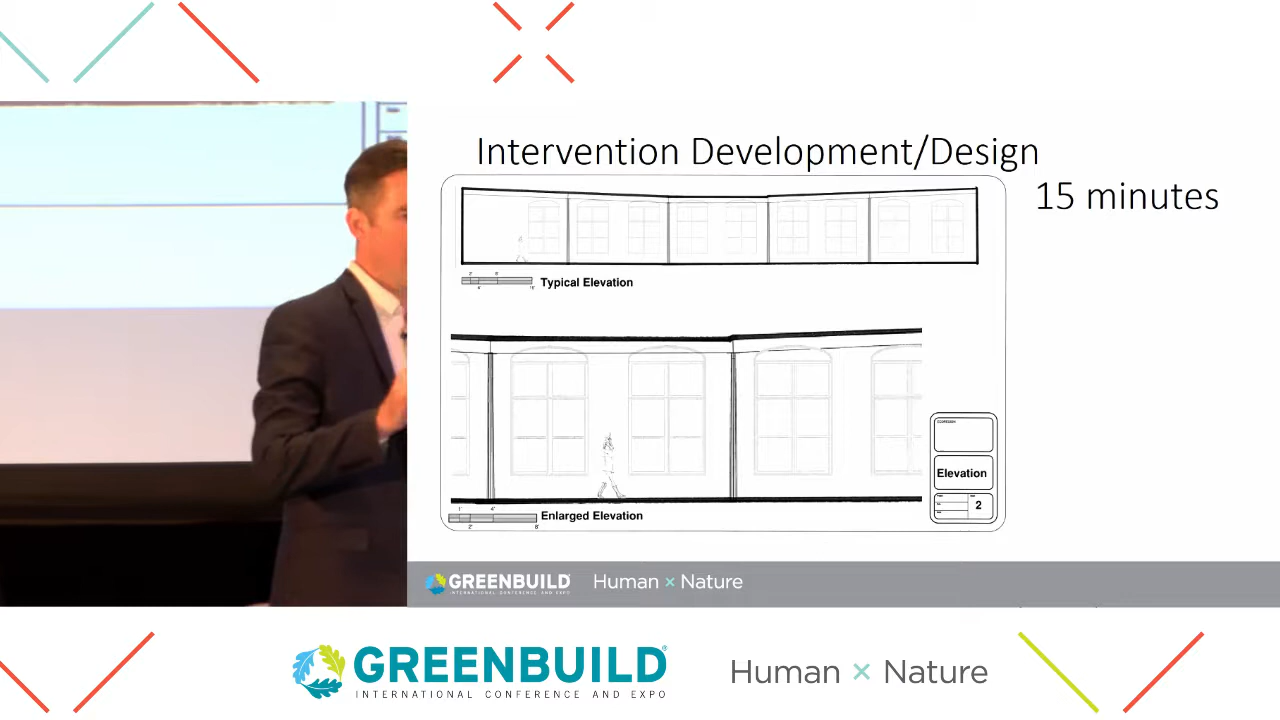 Intervention Development/Design
15 minutes
Typical Elevation
Enlarged Elevation
Elevation
2
GREENBUILD
INTERNATIONAL CONFERENCE AND EXPO
Human × Nature
GREENBUILD
INTERNATIONAL CONFERENCE AND EXPO
Human × Nature